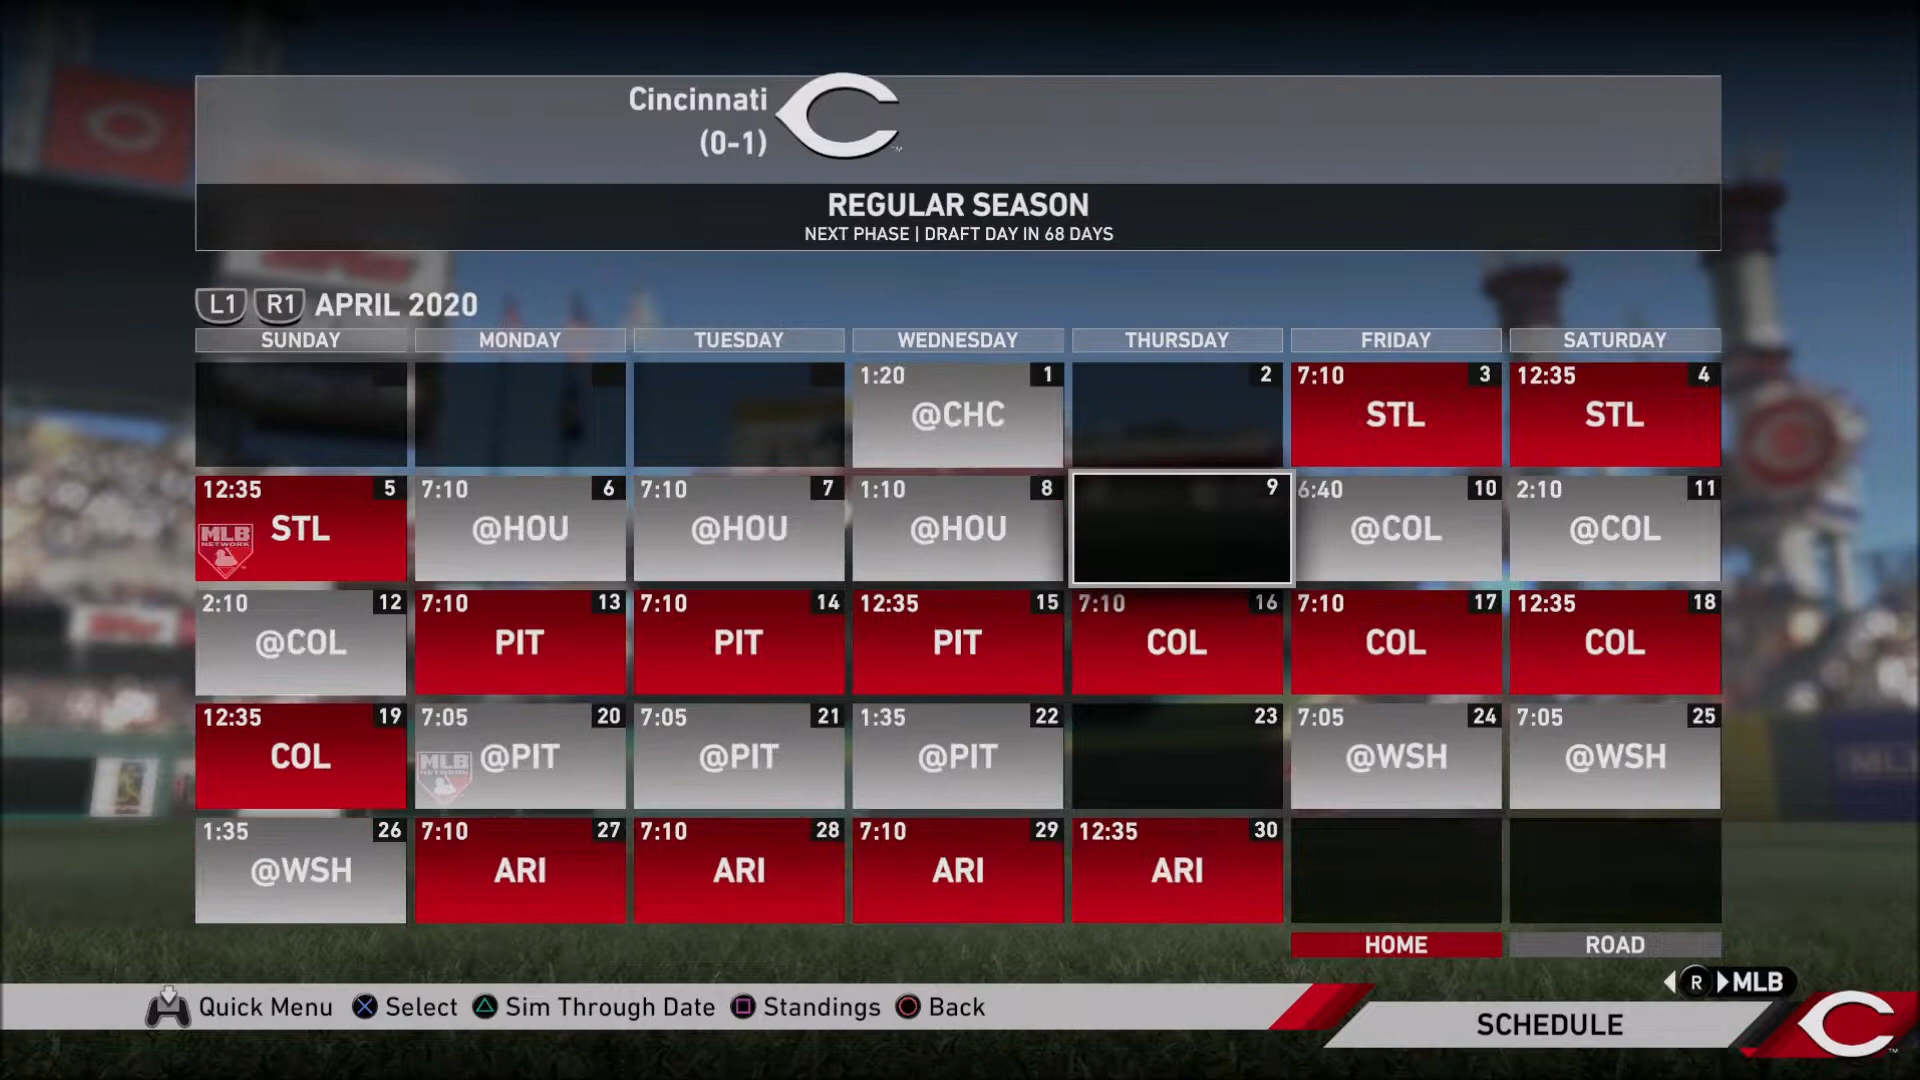 Cincinnati
(0-1)
REGULAR SEASON
NEXT PHASE | DRAFT DAY IN 68 DAYS
L1 R1 APRIL 2020
SUNDAY MONDAY TUESDAY WEDNESDAY THURSDAY FRIDAY SATURDAY
1:20 1 2 7:10 3 12:35 4
@CHC STL STL
12:35 5 7:10 6 7:10 7 1:10 8 9 6:40 10 2:10 11
MLB NETWORK STL @HOU @HOU @HOU @COL @COL
2:10 12 7:10 13 7:10 14 12:35 15 7:10 16 7:10 17 12:35 18
@COL PIT PIT PIT COL COL COL
12:35 19 7:05 20 7:05 21 1:35 22 23 7:05 24 7:05 25
COL MLB NETWORK @PIT @PIT @PIT @WSH @WSH
1:35 26 7:10 27 7:10 28 7:10 29 12:35 30
@WSH ARI ARI ARI ARI
HOME ROAD
R MLB
Quick Menu Select Sim Through Date Standings Back
SCHEDULE